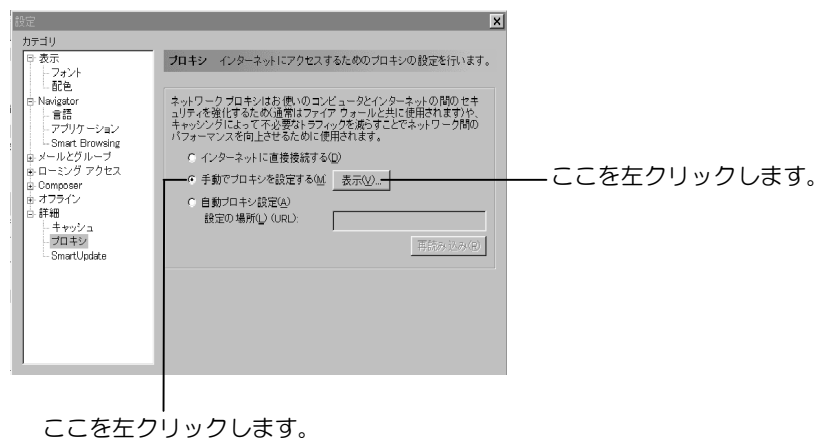 設定
カテゴリ
表示
フォント
配色
Navigator
言語
アプリケーション
Smart Browsing
メールとグループ
ローミング アクセス
Composer
オフライン
詳細
キャッシュ
プロキシ
SmartUpdate
プロキシ インターネットにアクセスするためのプロキシの設定を行います。
ネットワーク プロキシはお使いのコンピュータとインターネットの間のセキ
ュリティを強化するため(通常はファイア ウォールと共に使用されます)や、
キャッシングによって不必要なトラフィックを減らすことでネットワーク間の
パフォーマンスを向上させるために使用されます。
インターネットに直接接続する(D)
手動でプロキシを設定する(M) 表示(V)...
自動プロキシ設定(A)
設定の場所(L) (URL):
再読み込み(R)
ここを左クリックします。
ここを左クリックします。